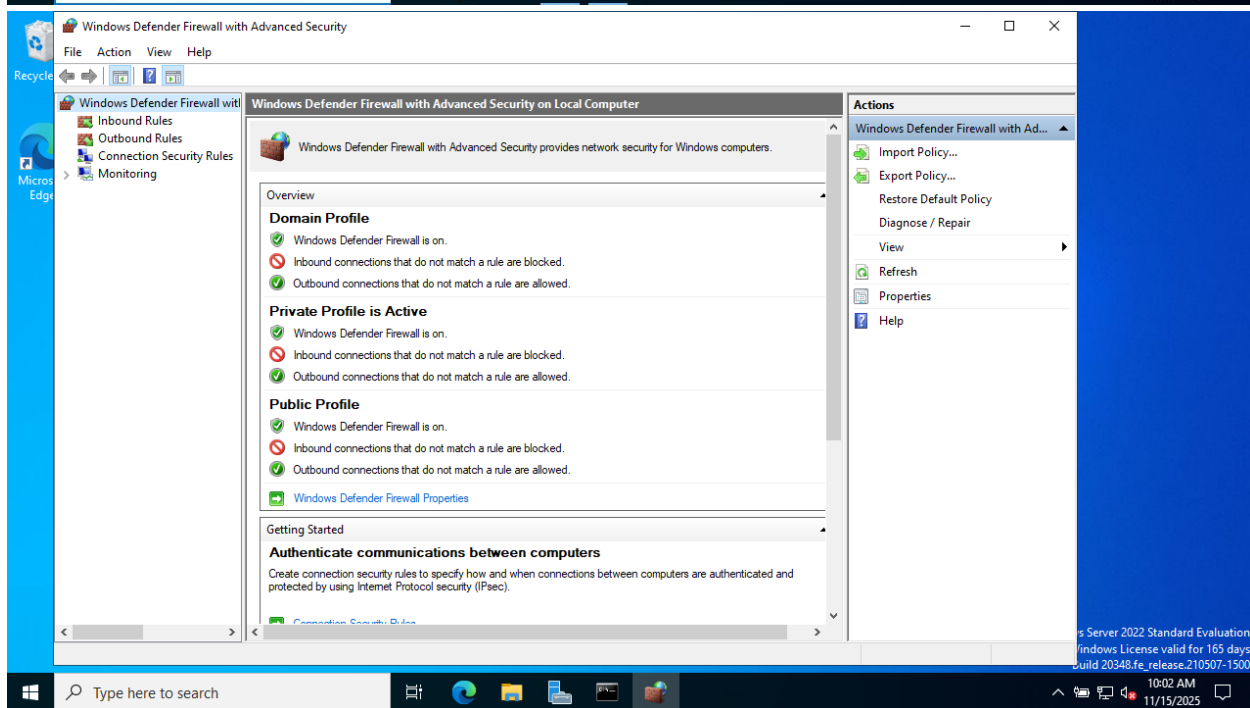 Windows Defender Firewall with Advanced Security
File Action View Help
Recycle
Micros
Edge
Windows Defender Firewall witl
Inbound Rules
Outbound Rules
Connection Security Rules
Monitoring
Windows Defender Firewall with Advanced Security on Local Computer
Windows Defender Firewall with Advanced Security provides network security for Windows computers.
Overview
Domain Profile
Windows Defender Firewall is on.
Inbound connections that do not match a rule are blocked.
Outbound connections that do not match a rule are allowed.
Private Profile is Active
Windows Defender Firewall is on.
Inbound connections that do not match a rule are blocked.
Outbound connections that do not match a rule are allowed.
Public Profile
Windows Defender Firewall is on.
Inbound connections that do not match a rule are blocked.
Outbound connections that do not match a rule are allowed.
Windows Defender Firewall Properties
Getting Started
Authenticate communications between computers
Create connection security rules to specify how and when connections between computers are authenticated and
protected by using Internet Protocol security (IPsec).
Connection Security Rules
Actions
Windows Defender Firewall with Ad...
Import Policy...
Export Policy...
Restore Default Policy
Diagnose / Repair
View
Refresh
Properties
Help
s Server 2022 Standard Evaluation
indows License valid for 165 days
Build 20348.fe_release.210507-1500
Type here to search
10:02 AM
11/15/2025